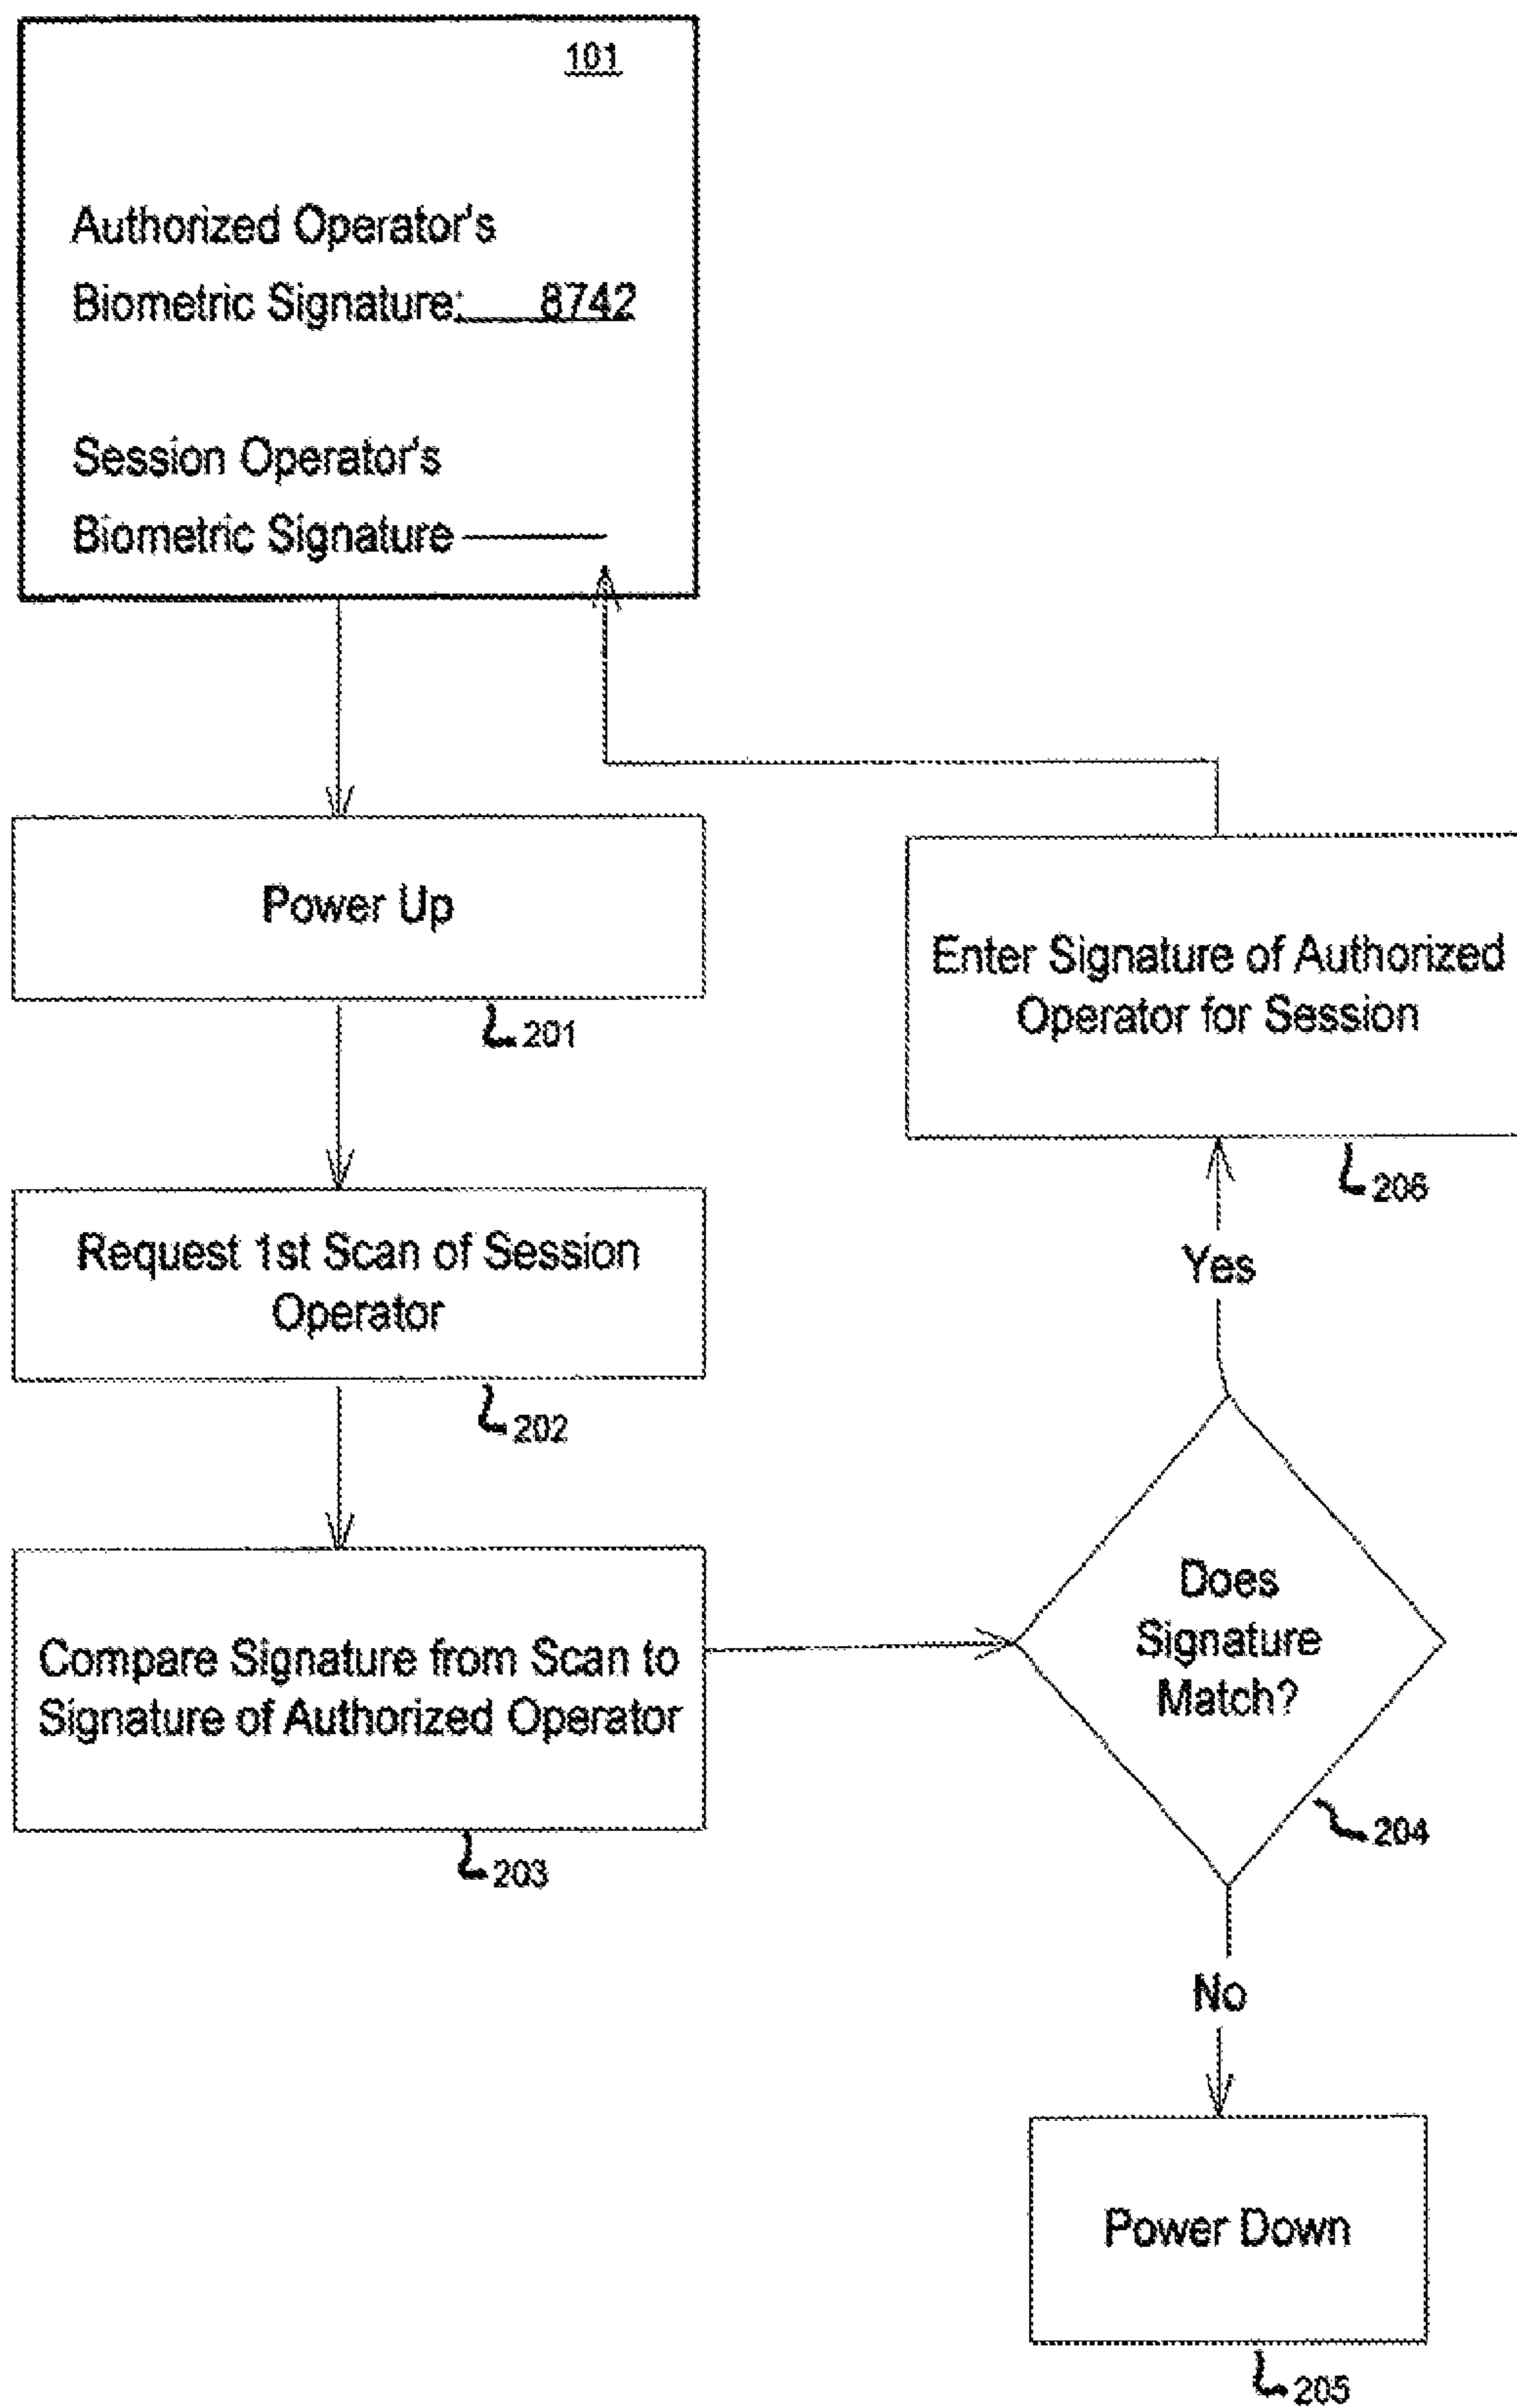 101
Authorized Operator's
Biometric Signature: 8742
Session Operator's
Biometric Signature
Power Up
201
Request 1st Scan of Session
Operator
202
Compare Signature from Scan to
Signature of Authorized Operator
203
Enter Signature of Authorized
Operator for Session
206
Yes
Does
Signature
Match?
204
No
Power Down
205